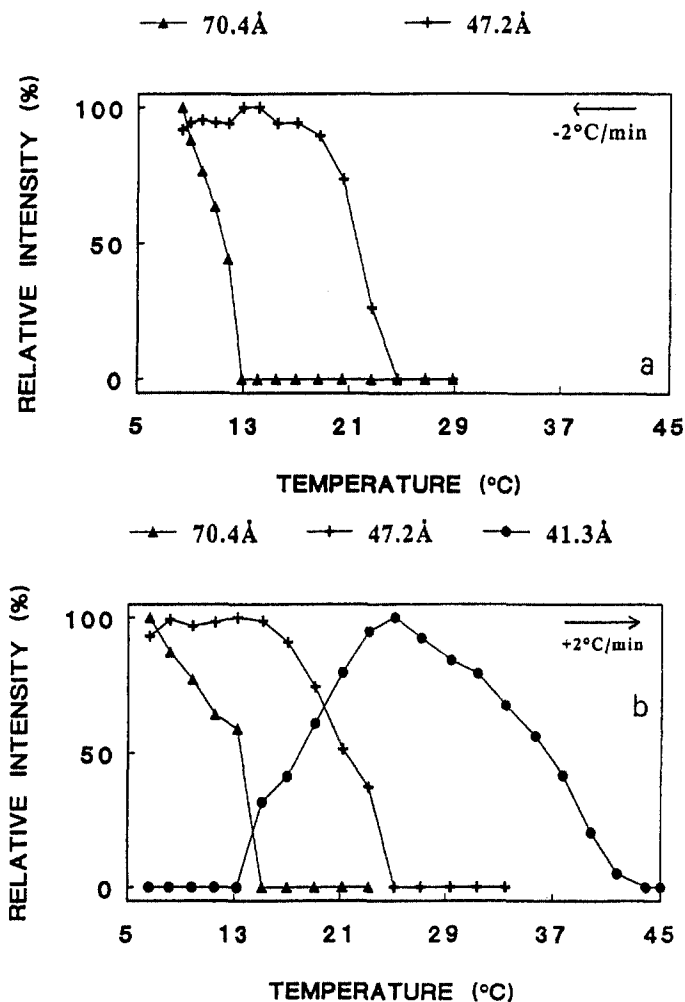 70.4Å 47.2Å
RELATIVE INTENSITY (%)
100
50
0
-2°C/min
a
5 13 21 29 37 45
TEMPERATURE (°C)
70.4Å 47.2Å 41.3Å
RELATIVE INTENSITY (%)
100
50
0
+2°C/min
b
5 13 21 29 37 45
TEMPERATURE (°C)